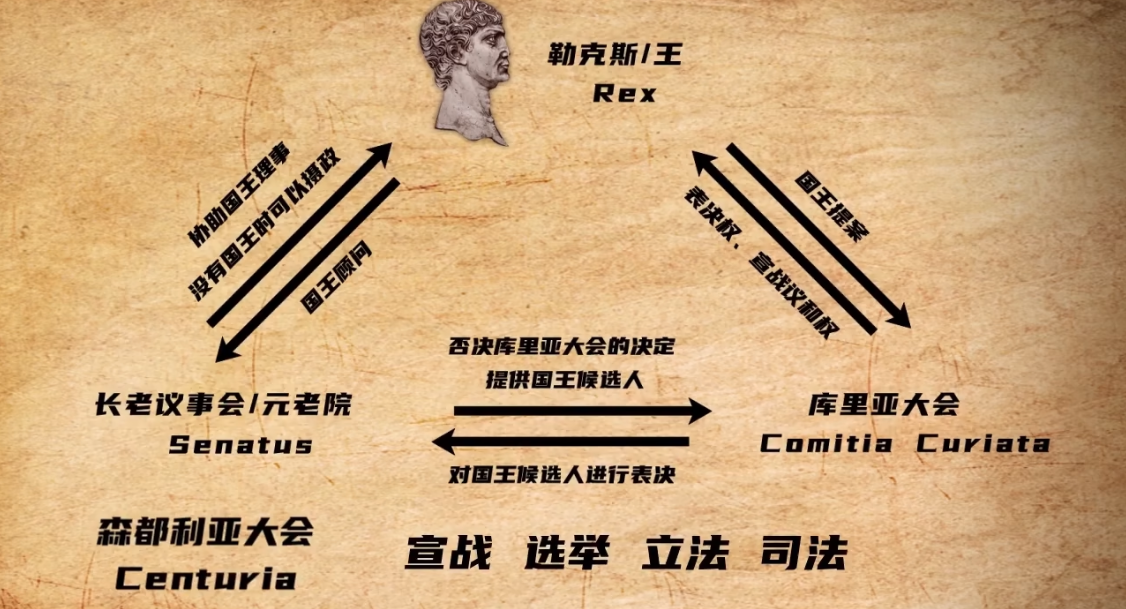 勒克斯/王
Rex
协助国王理事
没有国王时可以摄政
国王顾问
国王提案
表决权、宣战议和权
否决库里亚大会的决定
提供国王候选人
对国王候选人进行表决
长老议事会/元老院
Senatus
库里亚大会
Comitia Curiata
森都利亚大会
Centuria
宣战 选举 立法 司法